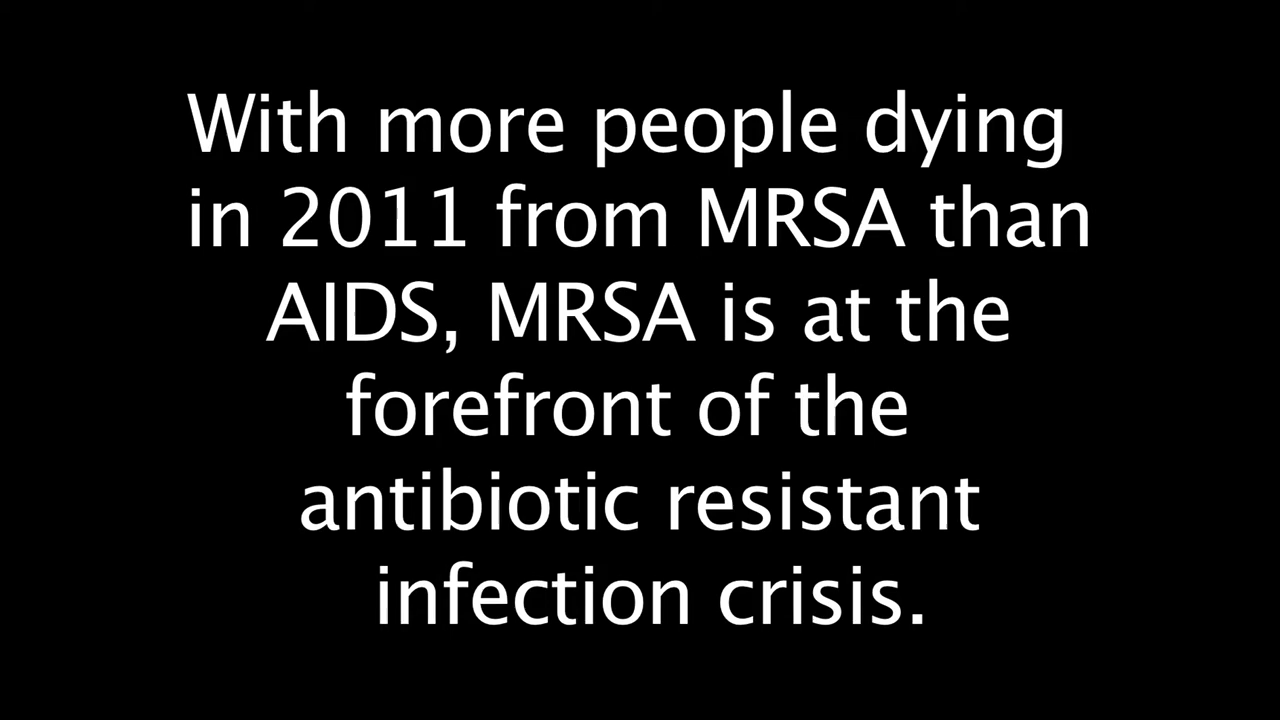 With more people dying
in 2011 from MRSA than
AIDS, MRSA is at the
forefront of the
antibiotic resistant
infection crisis.